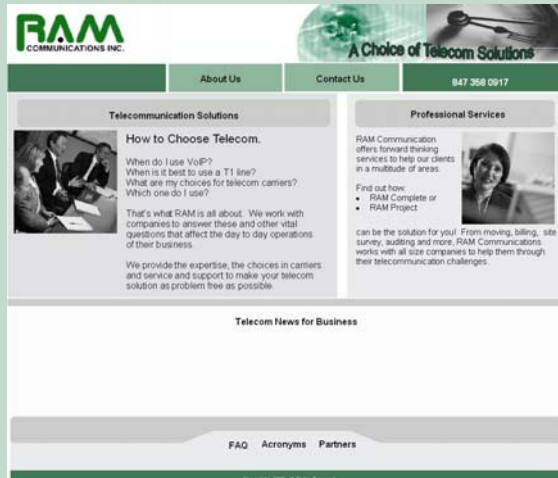 RAM
COMMUNICATIONS INC.
A Choice of Telecom Solutions
About Us
Contact Us
847 358 0917
Telecommunication Solutions
How to Choose Telecom.
When do I use VoIP?
When is it best to use a T1 line?
What are my choices for telecom carriers?
Which one do I use?
That's what RAM is all about. We work with
companies to answer these and other vital
questions that affect the day to day operations
of their business.
We provide the expertise, the choices in carriers
and service and support to make your telecom
solution as problem free as possible.
Professional Services
RAM Communication
offers forward thinking
services to help our clients
in a multitude of areas.
Find out how:
• RAM Complete or
• RAM Project
can be the solution for you! From moving, billing, site
survey, auditing and more, RAM Communications
works with all size companies to help them through
their telecommunication challenges.
Telecom News for Business
FAQ Acronyms Partners